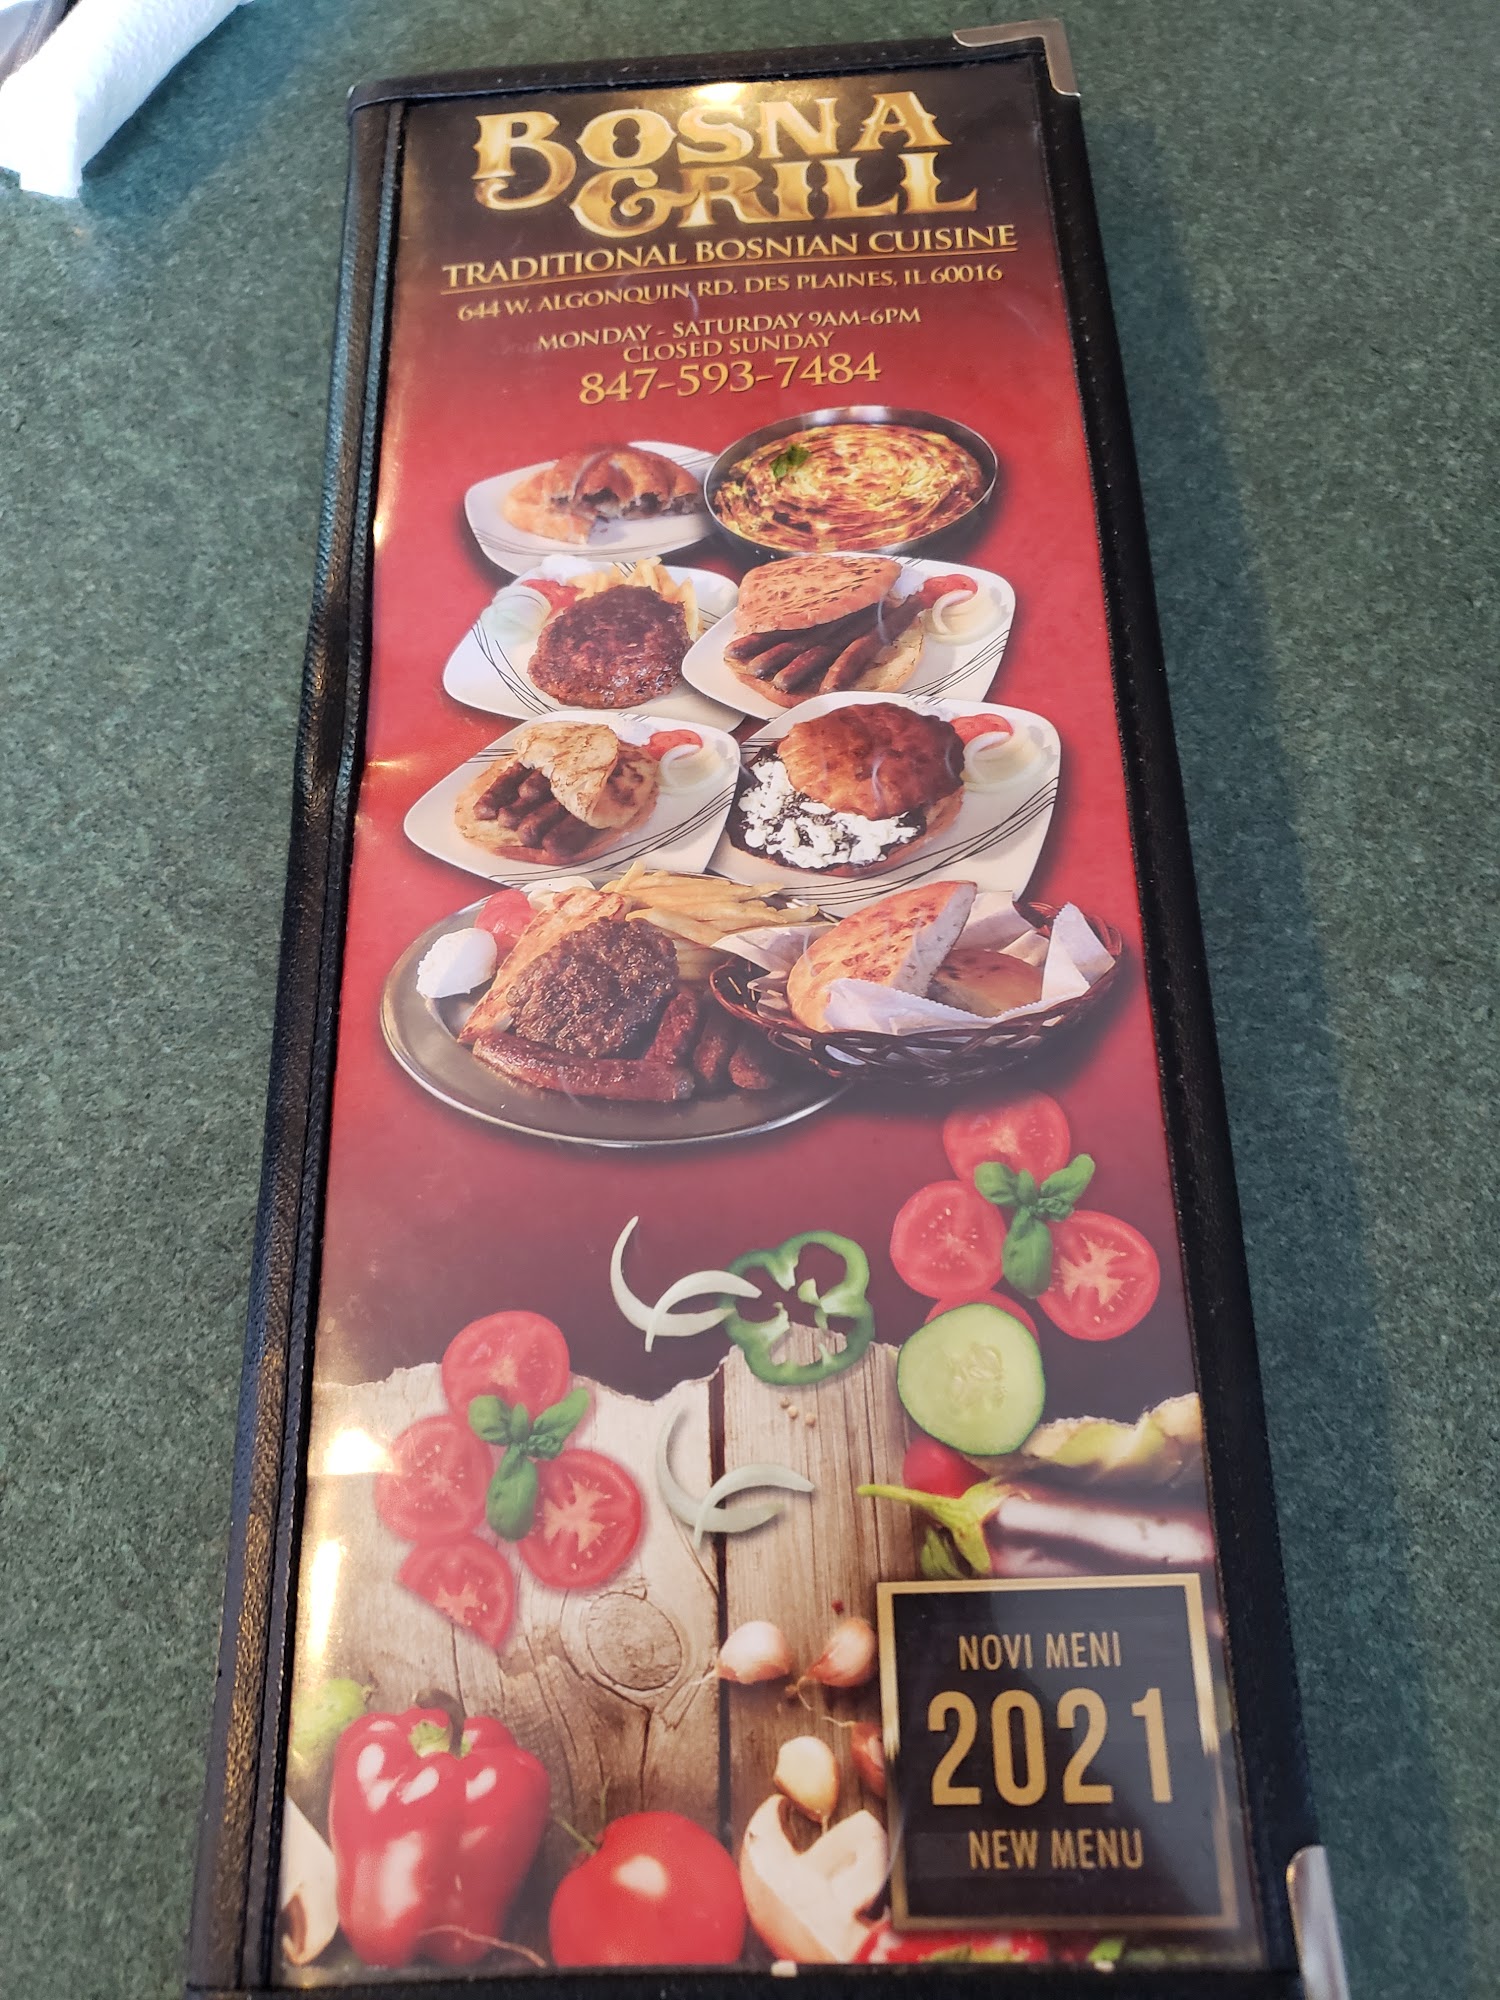 BOSNA
GRILL
TRADITIONAL BOSNIAN CUISINE
644 W. ALGONQUIN RD. DES PLAINES, IL 60016
MONDAY - SATURDAY 9AM-6PM
CLOSED SUNDAY
847-593-7484
NOVI MENI
2021
NEW MENU